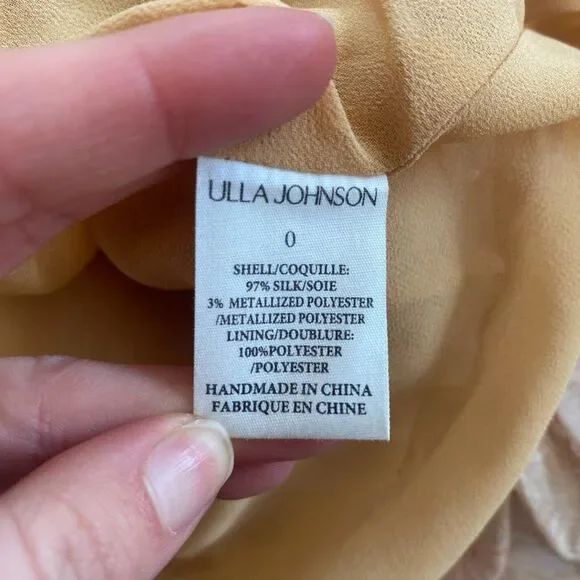 ULLA JOHNSON
0
SHELL/COQUILLE:
97% SILK/SOIE
3% METALLIZED POLYESTER
/METALLIZED POLYESTER
LINING/DOUBLURE:
100%POLYESTER
/POLYESTER
HANDMADE IN CHINA
FABRIQUE EN CHINE